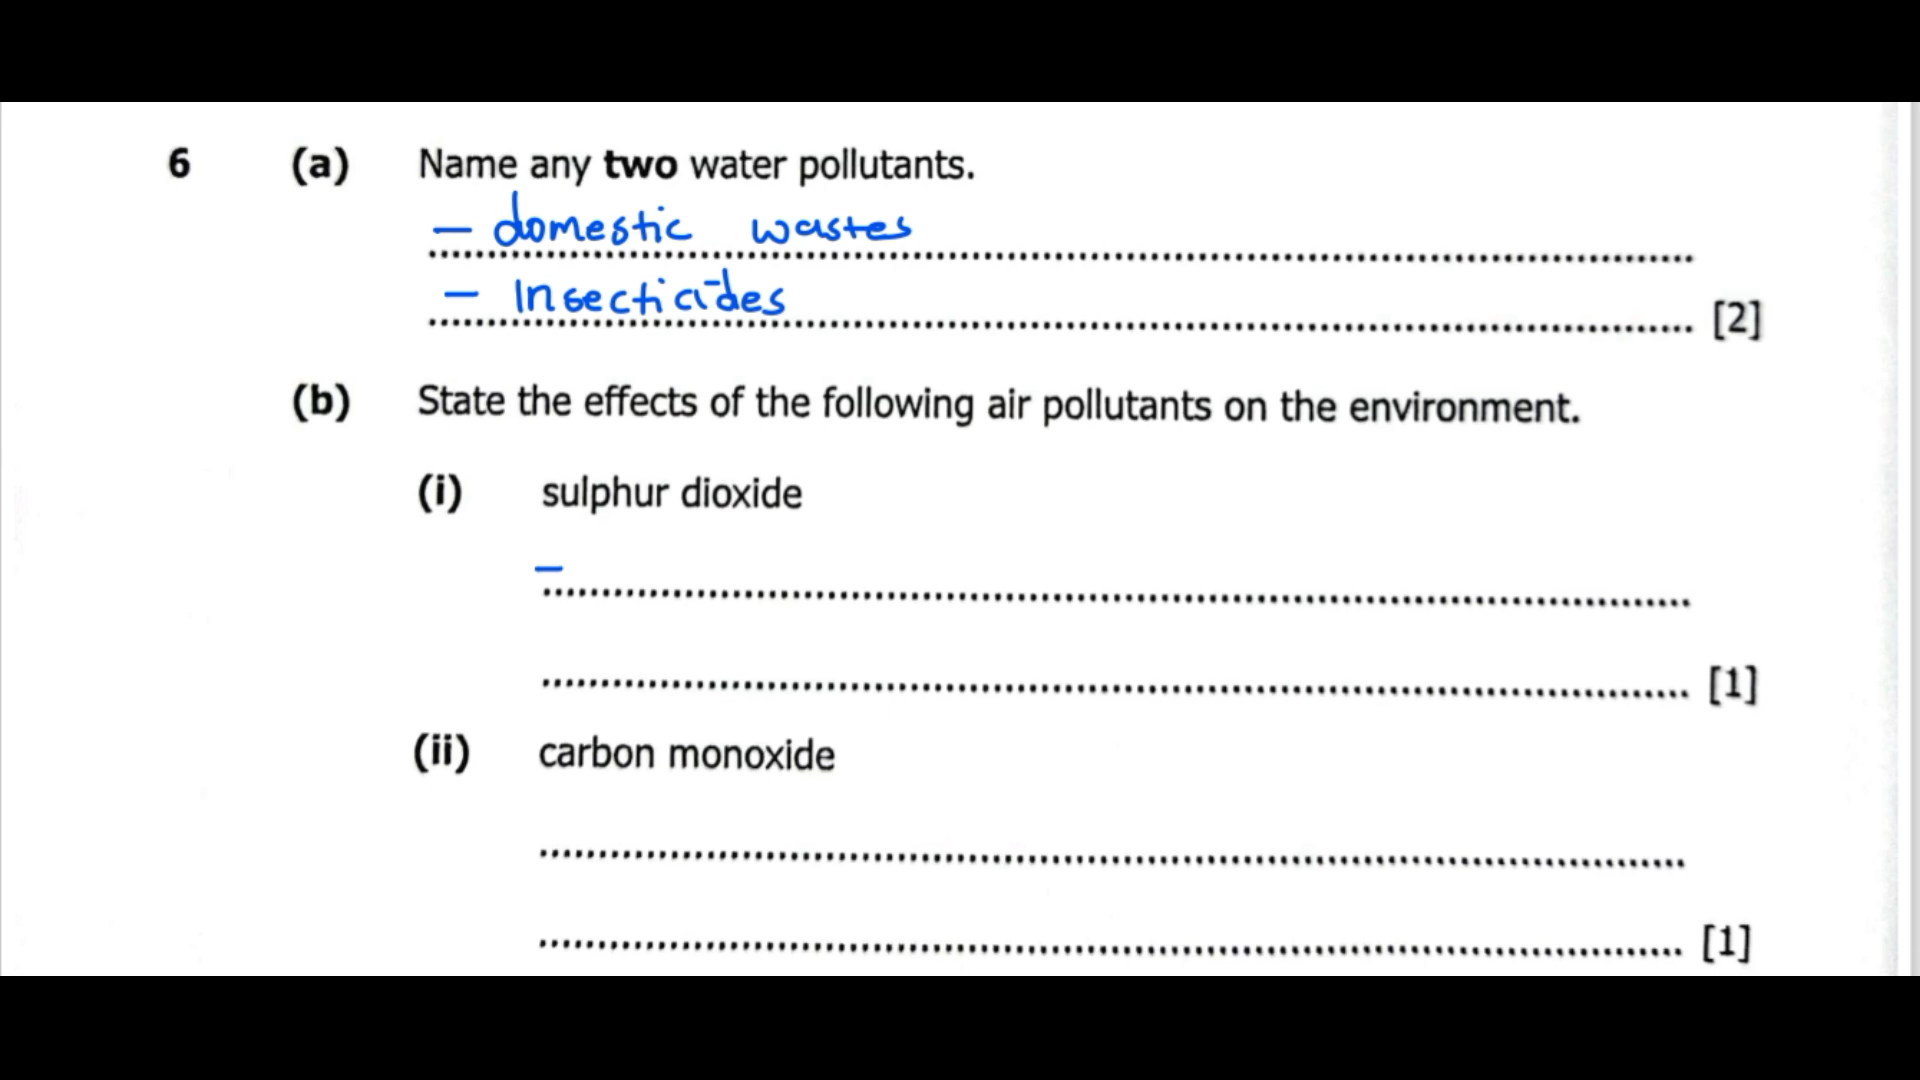 6 (a) Name any two water pollutants.
– domestic wastes
– Insecticides
[2]
(b) State the effects of the following air pollutants on the environment.
(i) sulphur dioxide
–
[1]
(ii) carbon monoxide
[1]